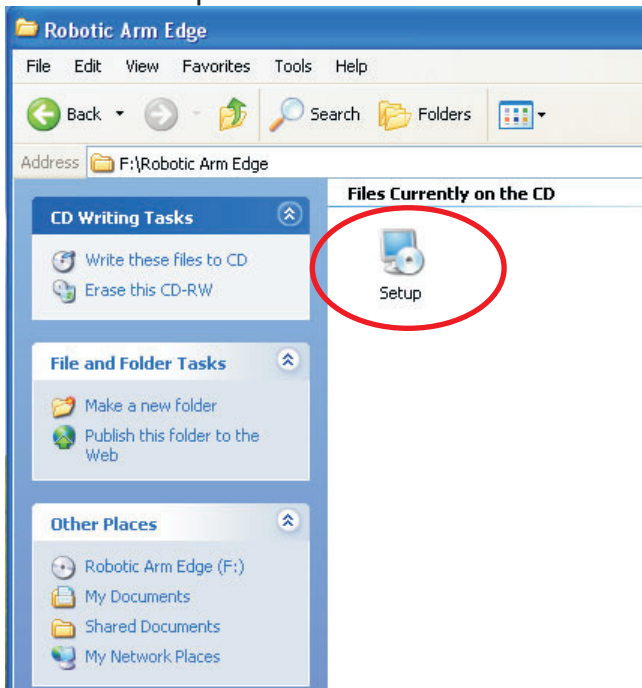 Robotic Arm Edge
File Edit View Favorites Tools Help
Back Search Folders
Address F:\Robotic Arm Edge
Files Currently on the CD
CD Writing Tasks
Write these files to CD
Erase this CD-RW
Setup
File and Folder Tasks
Make a new folder
Publish this folder to the
Web
Other Places
Robotic Arm Edge (F:)
My Documents
Shared Documents
My Network Places